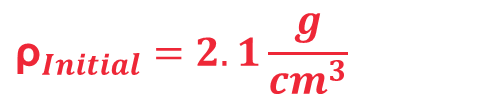 ρInitial = 2.1 g/cm³